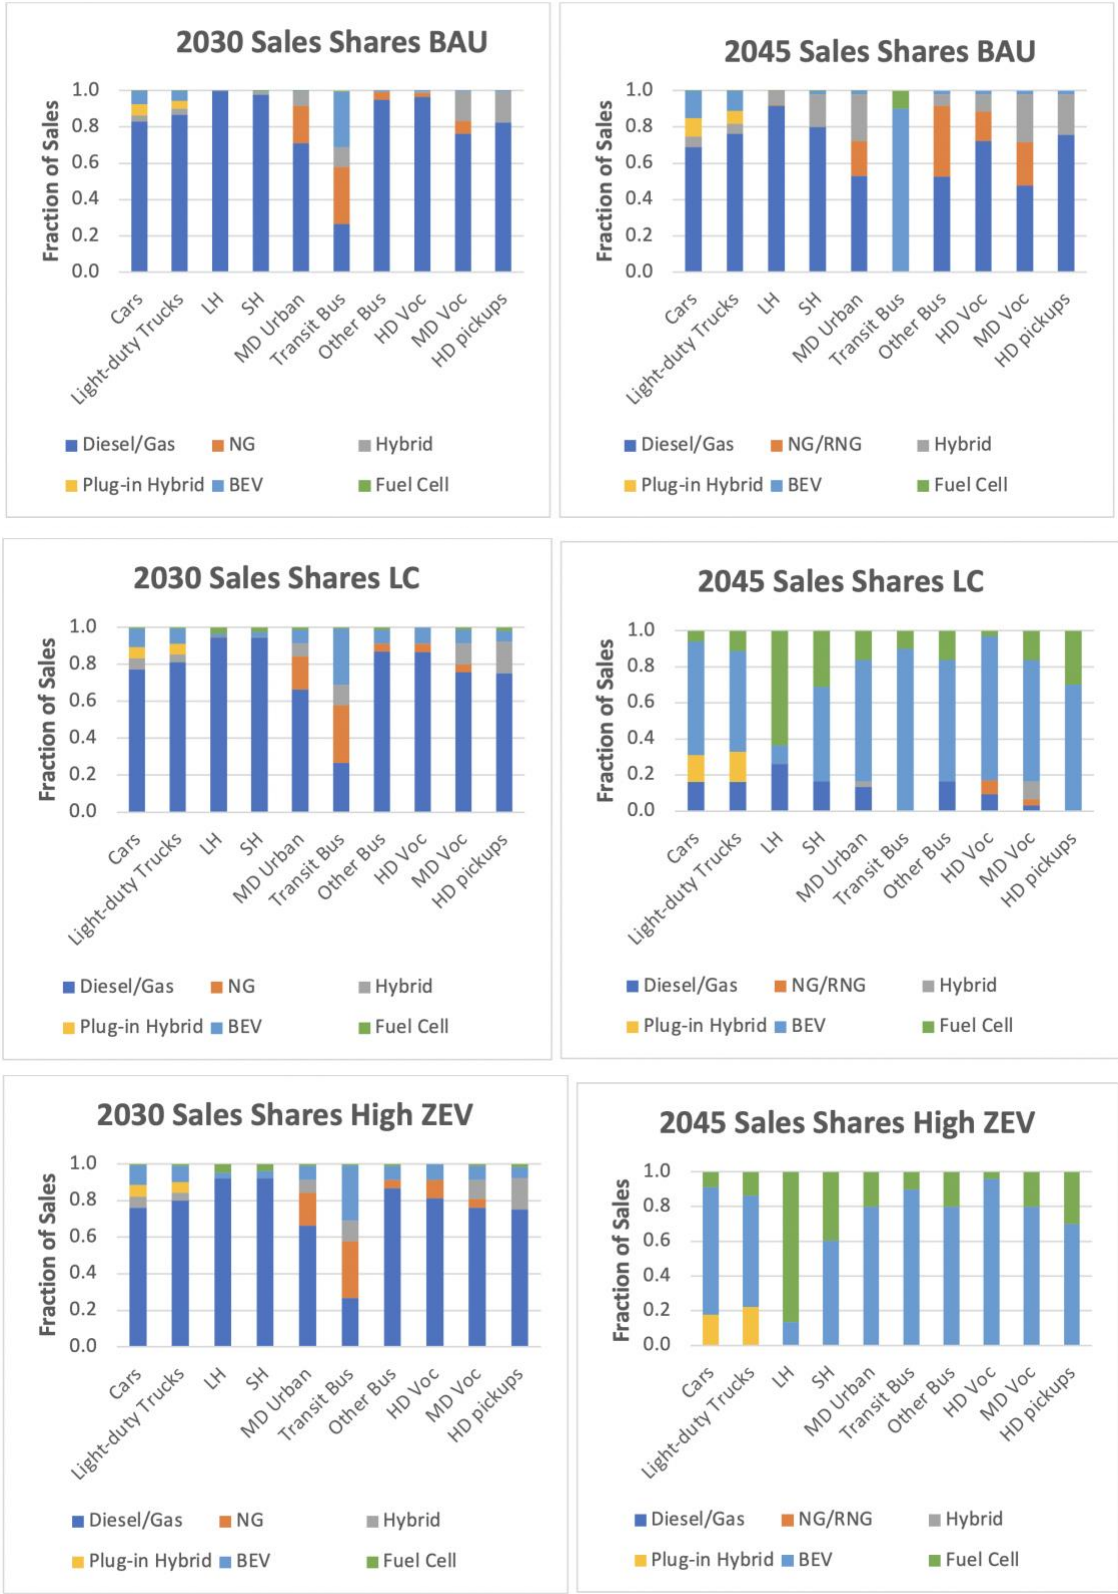 2030 Sales Shares BAU
Fraction of Sales
1.0
0.8
0.6
0.4
0.2
0.0
Cars
Light-duty Trucks
LH
SH
MD Urban
Transit Bus
Other Bus
HD Voc
MD Voc
HD pickups
Diesel/Gas NG Hybrid
Plug-in Hybrid BEV Fuel Cell
2045 Sales Shares BAU
Fraction of Sales
1.0
0.8
0.6
0.4
0.2
0.0
Cars
Light-duty Trucks
LH
SH
MD Urban
Transit Bus
Other Bus
HD Voc
MD Voc
HD pickups
Diesel/Gas NG/RNG Hybrid
Plug-in Hybrid BEV Fuel Cell
2030 Sales Shares LC
Fraction of Sales
1.0
0.8
0.6
0.4
0.2
0.0
Cars
Light-duty Trucks
LH
SH
MD Urban
Transit Bus
Other Bus
HD Voc
MD Voc
HD pickups
Diesel/Gas NG Hybrid
Plug-in Hybrid BEV Fuel Cell
2045 Sales Shares LC
Fraction of Sales
1.0
0.8
0.6
0.4
0.2
0.0
Cars
Light-duty Trucks
LH
SH
MD Urban
Transit Bus
Other Bus
HD Voc
MD Voc
HD pickups
Diesel/Gas NG/RNG Hybrid
Plug-in Hybrid BEV Fuel Cell
2030 Sales Shares High ZEV
Fraction of Sales
1.0
0.8
0.6
0.4
0.2
0.0
Cars
Light-duty Trucks
LH
SH
MD Urban
Transit Bus
Other Bus
HD Voc
MD Voc
HD pickups
Diesel/Gas NG Hybrid
Plug-in Hybrid BEV Fuel Cell
2045 Sales Shares High ZEV
Fraction of Sales
1.0
0.8
0.6
0.4
0.2
0.0
Cars
Light-duty Trucks
LH
SH
MD Urban
Transit Bus
Other Bus
HD Voc
MD Voc
HD pickups
Diesel/Gas NG/RNG Hybrid
Plug-in Hybrid BEV Fuel Cell